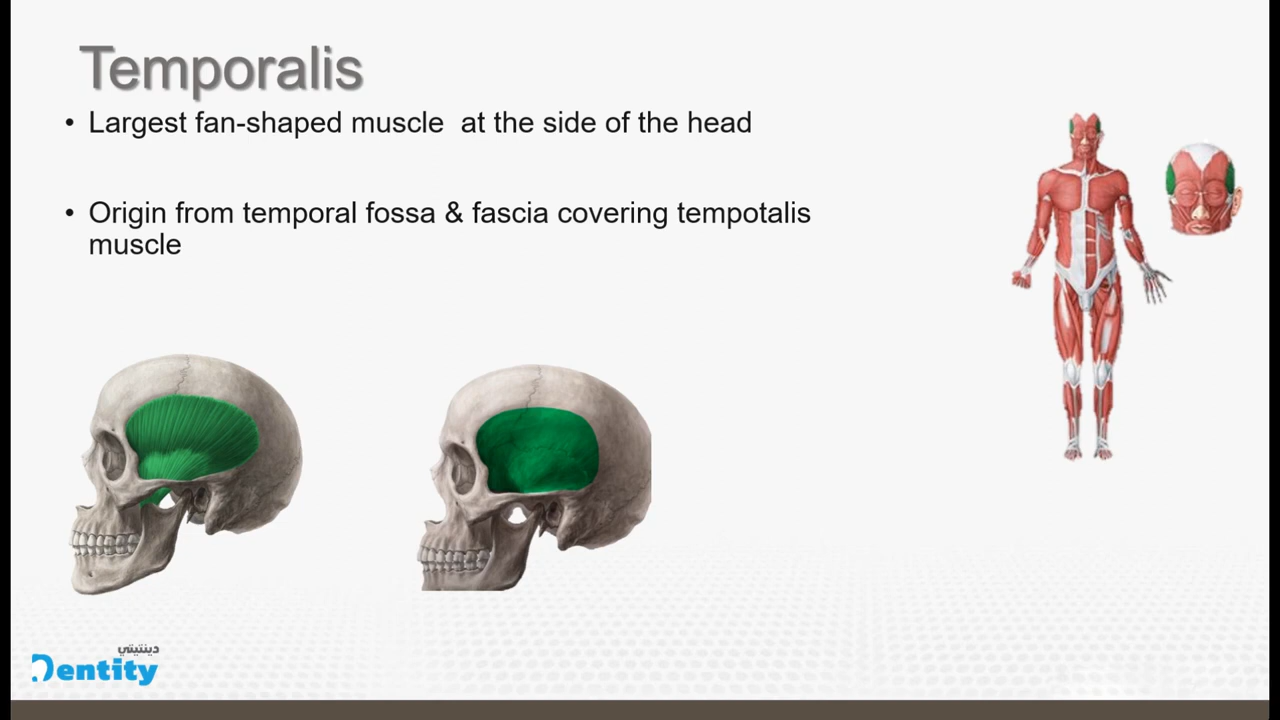 Temporalis
• Largest fan-shaped muscle  at the side of the head
• Origin from temporal fossa & fascia covering tempotalis
muscle
دينتيتي
Dentity